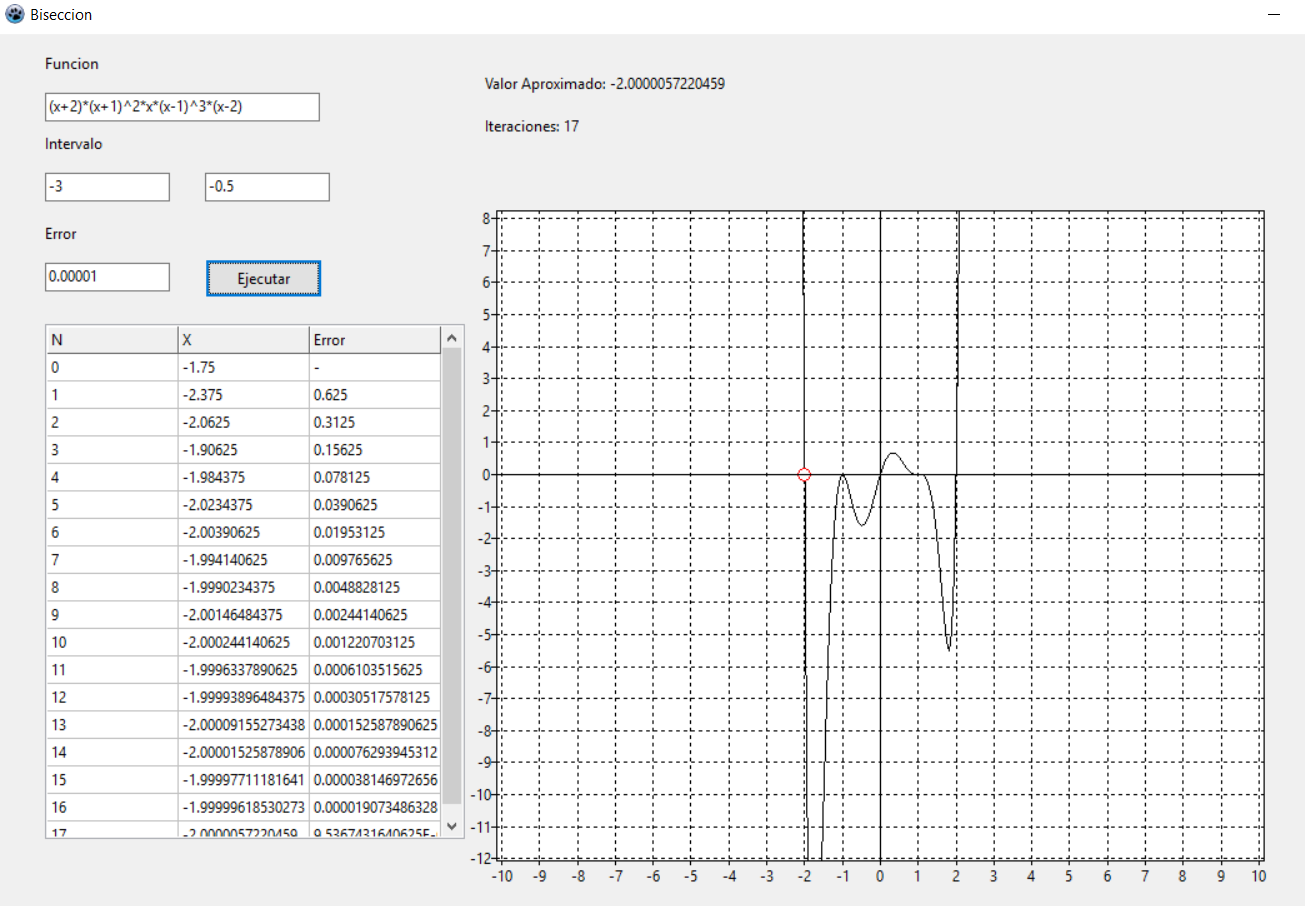 Biseccion
Funcion
(x+2)*(x+1)^2*x*(x-1)^3*(x-2)
Intervalo
-3 -0.5
Error
0.00001 Ejecutar
N X Error
0 -1.75 -
1 -2.375 0.625
2 -2.0625 0.3125
3 -1.90625 0.15625
4 -1.984375 0.078125
5 -2.0234375 0.0390625
6 -2.00390625 0.01953125
7 -1.994140625 0.009765625
8 -1.9990234375 0.0048828125
9 -2.00146484375 0.00244140625
10 -2.000244140625 0.001220703125
11 -1.9996337890625 0.0006103515625
12 -1.99993896484375 0.00030517578125
13 -2.00009155273438 0.000152587890625
14 -2.00001525878906 0.000076293945312
15 -1.99997711181641 0.000038146972656
16 -1.99999618530273 0.000019073486328
17 -2.0000057220459 9.5367431640625E-
Valor Aproximado: -2.0000057220459
Iteraciones: 17
8
7
6
5
4
3
2
1
0
-1
-2
-3
-4
-5
-6
-7
-8
-9
-10
-11
-12
-10 -9 -8 -7 -6 -5 -4 -3 -2 -1 0 1 2 3 4 5 6 7 8 9 10